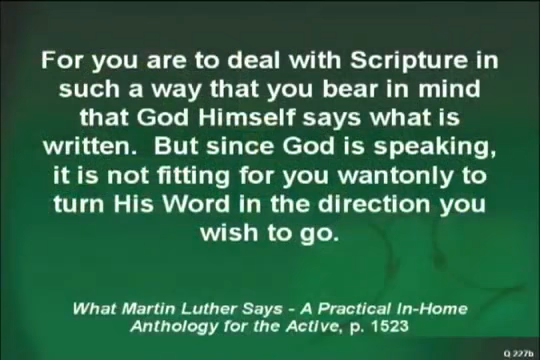 For you are to deal with Scripture in
such a way that you bear in mind
that God Himself says what is
written.  But since God is speaking,
it is not fitting for you wantonly to
turn His Word in the direction you
wish to go.
What Martin Luther Says - A Practical In-Home
Anthology for the Active, p. 1523
Q 227b